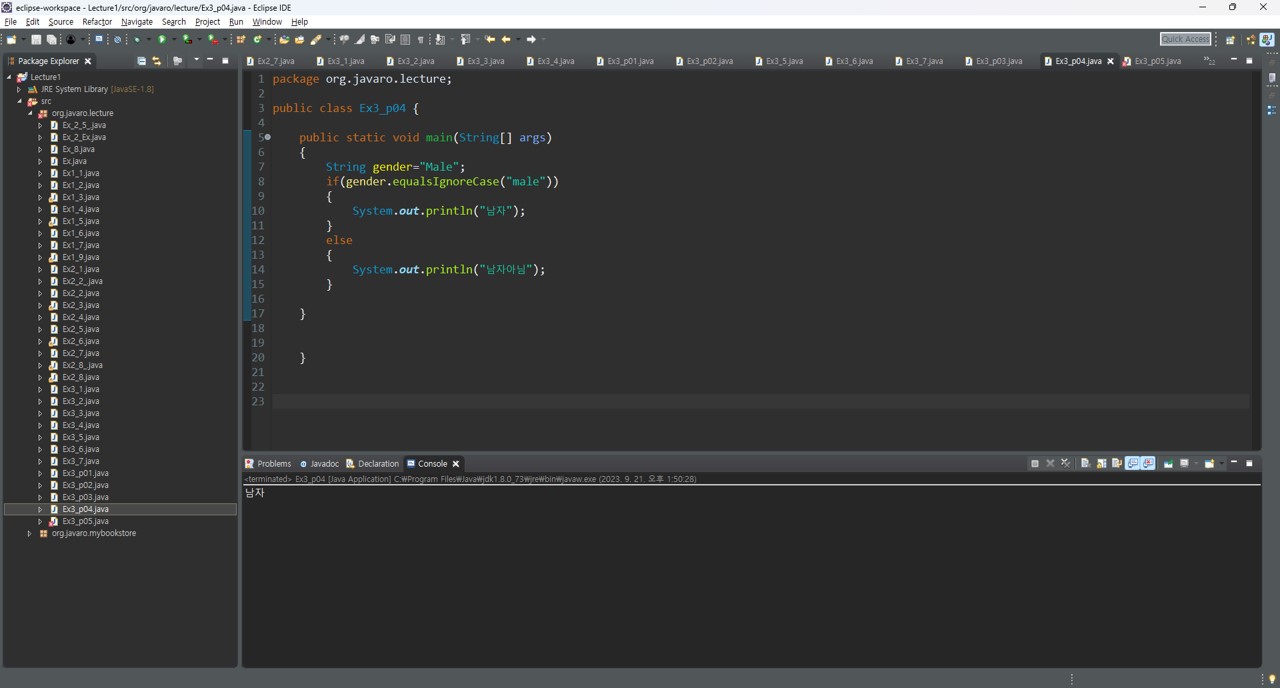 eclipse-workspace - Lecture1/src/org/javaro/lecture/Ex3_p04.java - Eclipse IDE
File Edit Source Refactor Navigate Search Project Run Window Help
Quick Access
Package Explorer
Ex2_7.java Ex3_1.java Ex3_2.java Ex3_3.java Ex3_4.java Ex3_p01.java Ex3_p02.java Ex3_5.java Ex3_6.java Ex3_7.java Ex3_p03.java Ex3_p04.java Ex3_p05.java
Lecture1
JRE System Library [JavaSE-1.8]
src
org.javaro.lecture
Ex_2_5_.java
Ex_2_Ex.java
Ex_8.java
Ex.java
Ex1_1.java
Ex1_2.java
Ex1_3.java
Ex1_4.java
Ex1_5.java
Ex1_6.java
Ex1_7.java
Ex1_9.java
Ex2_1.java
Ex2_2_.java
Ex2_2.java
Ex2_3.java
Ex2_4.java
Ex2_5.java
Ex2_6.java
Ex2_7.java
Ex2_8_.java
Ex2_8.java
Ex3_1.java
Ex3_2.java
Ex3_3.java
Ex3_4.java
Ex3_5.java
Ex3_6.java
Ex3_7.java
Ex3_p01.java
Ex3_p02.java
Ex3_p03.java
Ex3_p04.java
Ex3_p05.java
org.javaro.mybookstore
1 package org.javaro.lecture;
2
3 public class Ex3_p04 {
4
5 public static void main(String[] args)
6 {
7 String gender="Male";
8 if(gender.equalsIgnoreCase("male"))
9 {
10 System.out.println("남자");
11 }
12 else
13 {
14 System.out.println("남자아님");
15 }
16
17 }
18
19
20 }
21
22
23
Problems Javadoc Declaration Console
<terminated> Ex3_p04 [Java Application] C:₩Program Files₩Java₩jdk1.8.0_73₩jre₩bin₩javaw.exe (2023. 9. 21. 오후 1:50:28)
남자